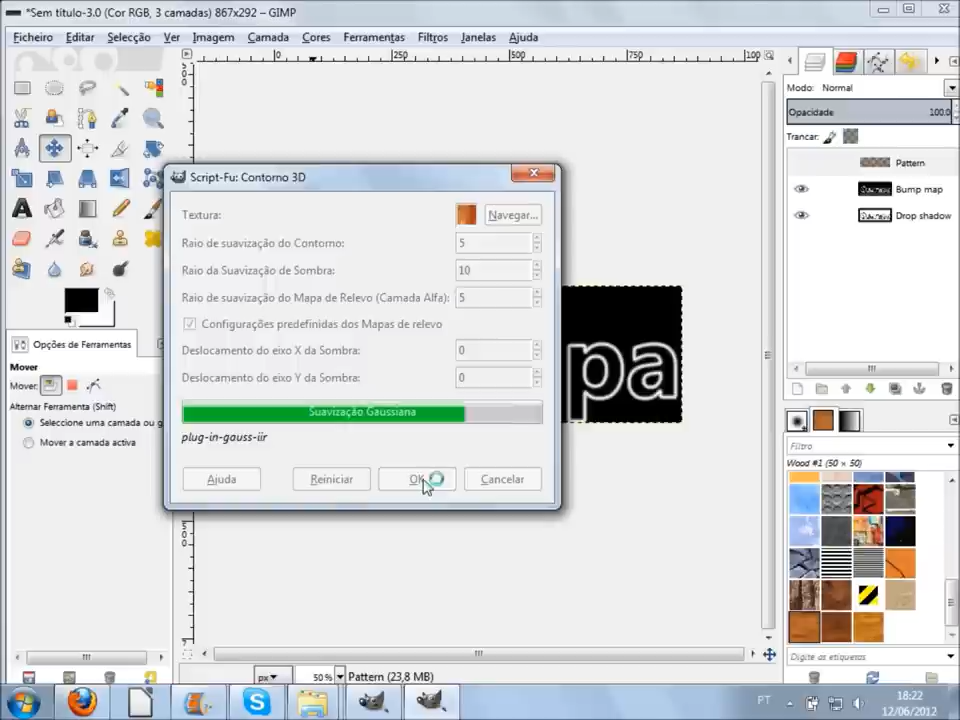 *Sem título-3.0 (Cor RGB, 3 camadas) 867x292 – GIMP
Ficheiro Editar Selecção Ver Imagem Camada Cores Ferramentas Filtros Janelas Ajuda
0 250 500 750 100
Modo: Normal
Opacidade 100.0
Trancar:
Pattern
Bump map
Drop shadow
Script-Fu: Contorno 3D
Textura: Navegar...
Raio de suavização do Contorno: 5
Raio da Suavização de Sombra: 10
Raio de suavização do Mapa de Relevo (Camada Alfa): 5
Configurações predefinidas dos Mapas de relevo
Deslocamento do eixo X da Sombra: 0
Deslocamento do eixo Y da Sombra: 0
Suavização Gaussiana
plug-in-gauss-iir
Ajuda Reiniciar OK Cancelar
pa
Opções de Ferramentas
Mover
Mover:
Alternar Ferramenta (Shift)
Seleccione uma camada ou g
Mover a camada activa
Filtro
Wood #1 (50 × 50)
Digite as etiquetas
px 50 % Pattern (23,8 MB)
PT 18:22
12/06/2012